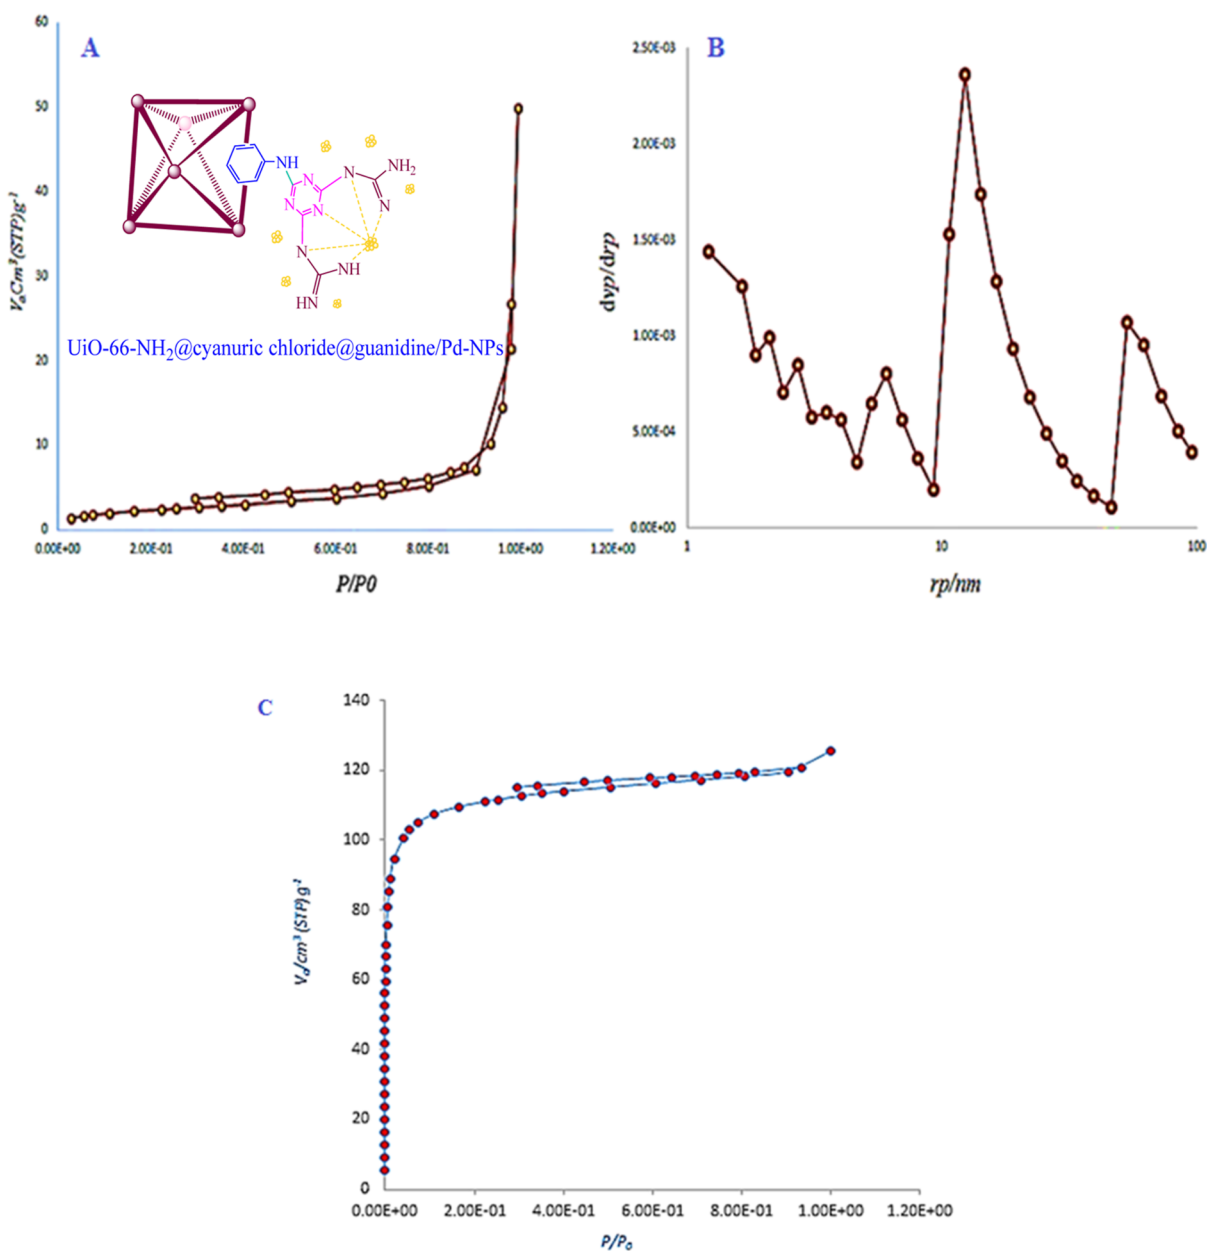 A
60
50
40
30
20
10
0
VₐCm³(STP)g⁻¹
NH
N
N
N
N
NH₂
N
N
NH
HN
UiO-66-NH₂@cyanuric chloride@guanidine/Pd-NPs
0.00E+00 2.00E-01 4.00E-01 6.00E-01 8.00E-01 1.00E+00 1.20E+00
P/P0
B
2.50E-03
2.00E-03
1.50E-03
1.00E-03
5.00E-04
0.00E+00
dvp/drp
1 10 100
rp/nm
C
140
120
100
80
60
40
20
0
Vₐ/cm³(STP)g⁻¹
0.00E+00 2.00E-01 4.00E-01 6.00E-01 8.00E-01 1.00E+00 1.20E+00
P/P₀